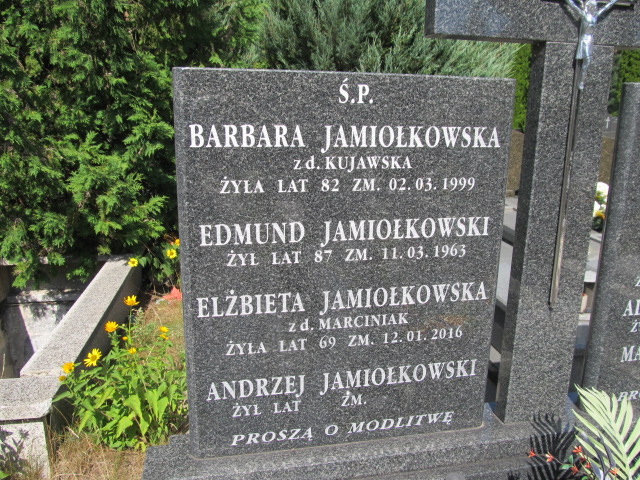 Ś.P.
BARBARA JAMIOŁKOWSKA
z d. KUJAWSKA
ŻYŁA LAT 82 ZM. 02.03.1999
EDMUND JAMIOŁKOWSKI
ŻYŁ LAT 87 ZM. 11.03.1963
ELŻBIETA JAMIOŁKOWSKA
z d. MARCINIAK
ŻYŁA LAT 69 ZM. 12.01.2016
ANDRZEJ JAMIOŁKOWSKI
ŻYŁ LAT ZM.
PROSZĄ O MODLITWĘ